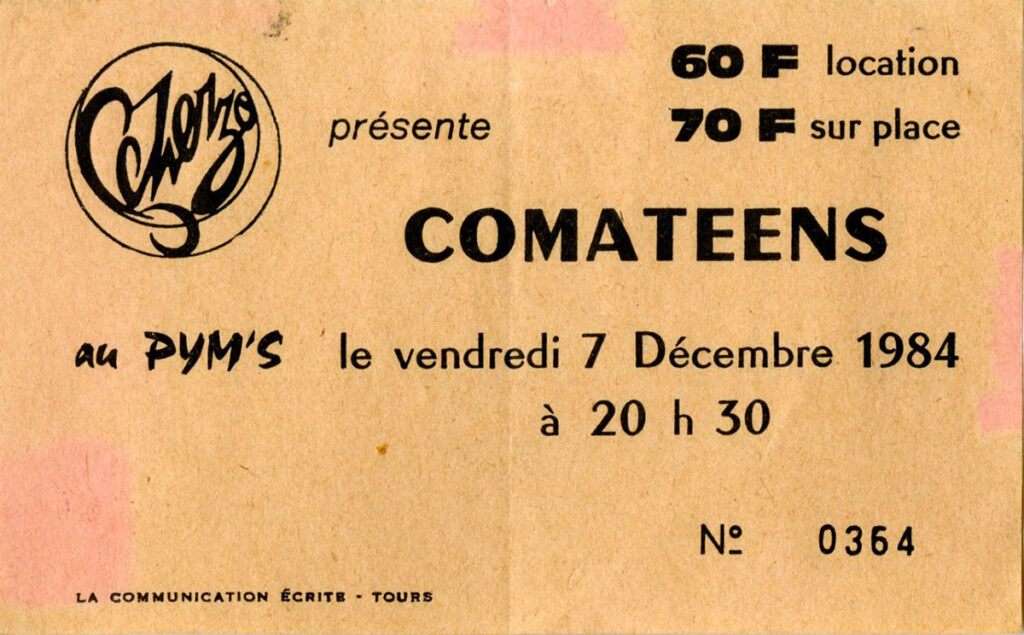 60 F location
présente 70 F sur place
COMATEENS
au PYM'S le vendredi 7 Décembre 1984
à 20 h 30
Nº 0364
LA COMMUNICATION ÉCRITE - TOURS